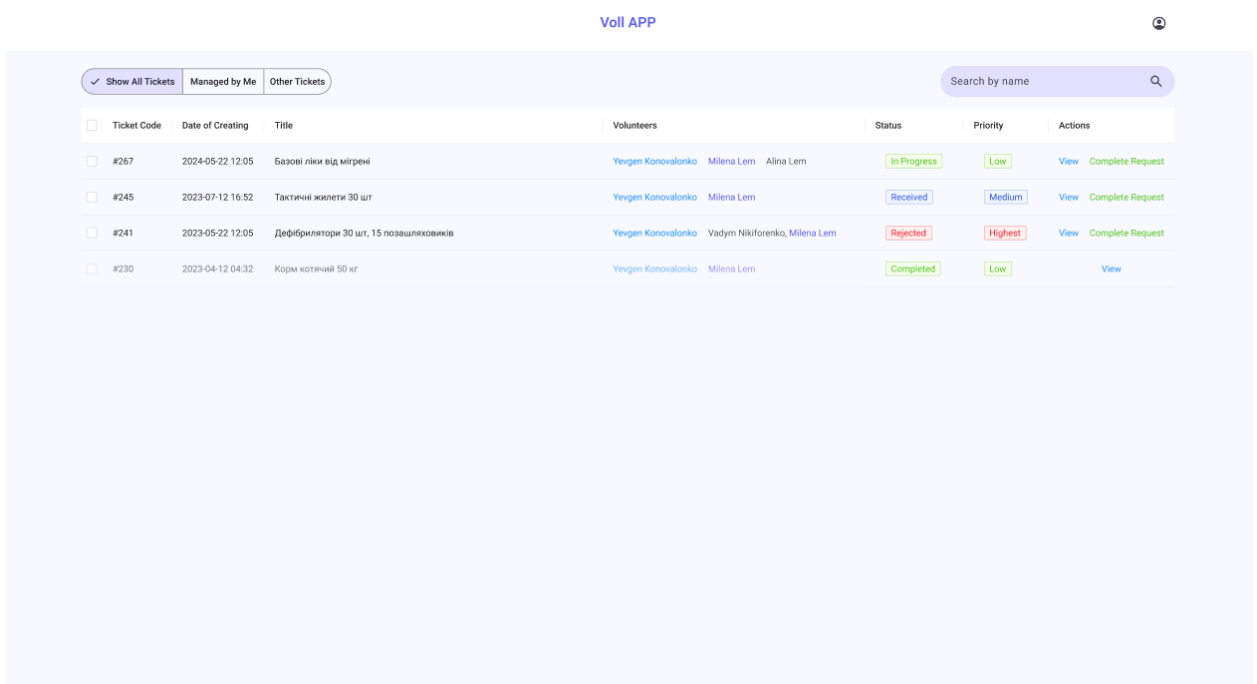 Voll APP
Show All Tickets Managed by Me Other Tickets Search by name
Ticket Code Date of Creating Title Volunteers Status Priority Actions
#267 2024-05-22 12:05 Базові ліки від мігрені Yevgen Konovalonko Milena Lem Alina Lem In Progress Low View Complete Request
#245 2023-07-12 16:52 Тактичні жилети 30 шт Yevgen Konovalonko Milena Lem Received Medium View Complete Request
#241 2023-05-22 12:05 Дефібрилятори 30 шт, 15 позашляховиків Yevgen Konovalonko Vadym Nikiforenko, Milena Lem Rejected Highest View Complete Request
#230 2023-04-12 04:32 Корм котячий 50 кг Yevgen Konovalonko Milena Lem Completed Low View